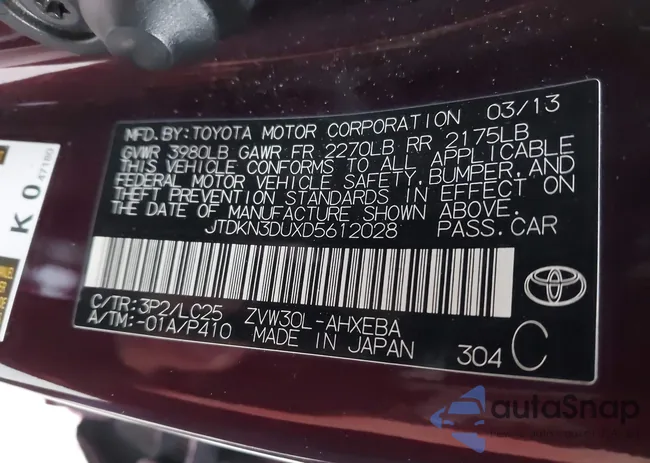 MFD. BY: TOYOTA MOTOR CORPORATION 03/13
GVWR 3980LB GAWR FR 2270LB RR 2175LB
THIS VEHICLE CONFORMS TO ALL APPLICABLE
FEDERAL MOTOR VEHICLE SAFETY, BUMPER, AND
THEFT PREVENTION STANDARDS IN EFFECT ON
THE DATE OF MANUFACTURE SHOWN ABOVE.
JTDKN3DUXD5612028 PASS. CAR
C/TR: 3P2/LC25 ZVW30L-AHXEBA
A/TM: -01A/P410 MADE IN JAPAN 304 C
K 0
47180
autoSnap